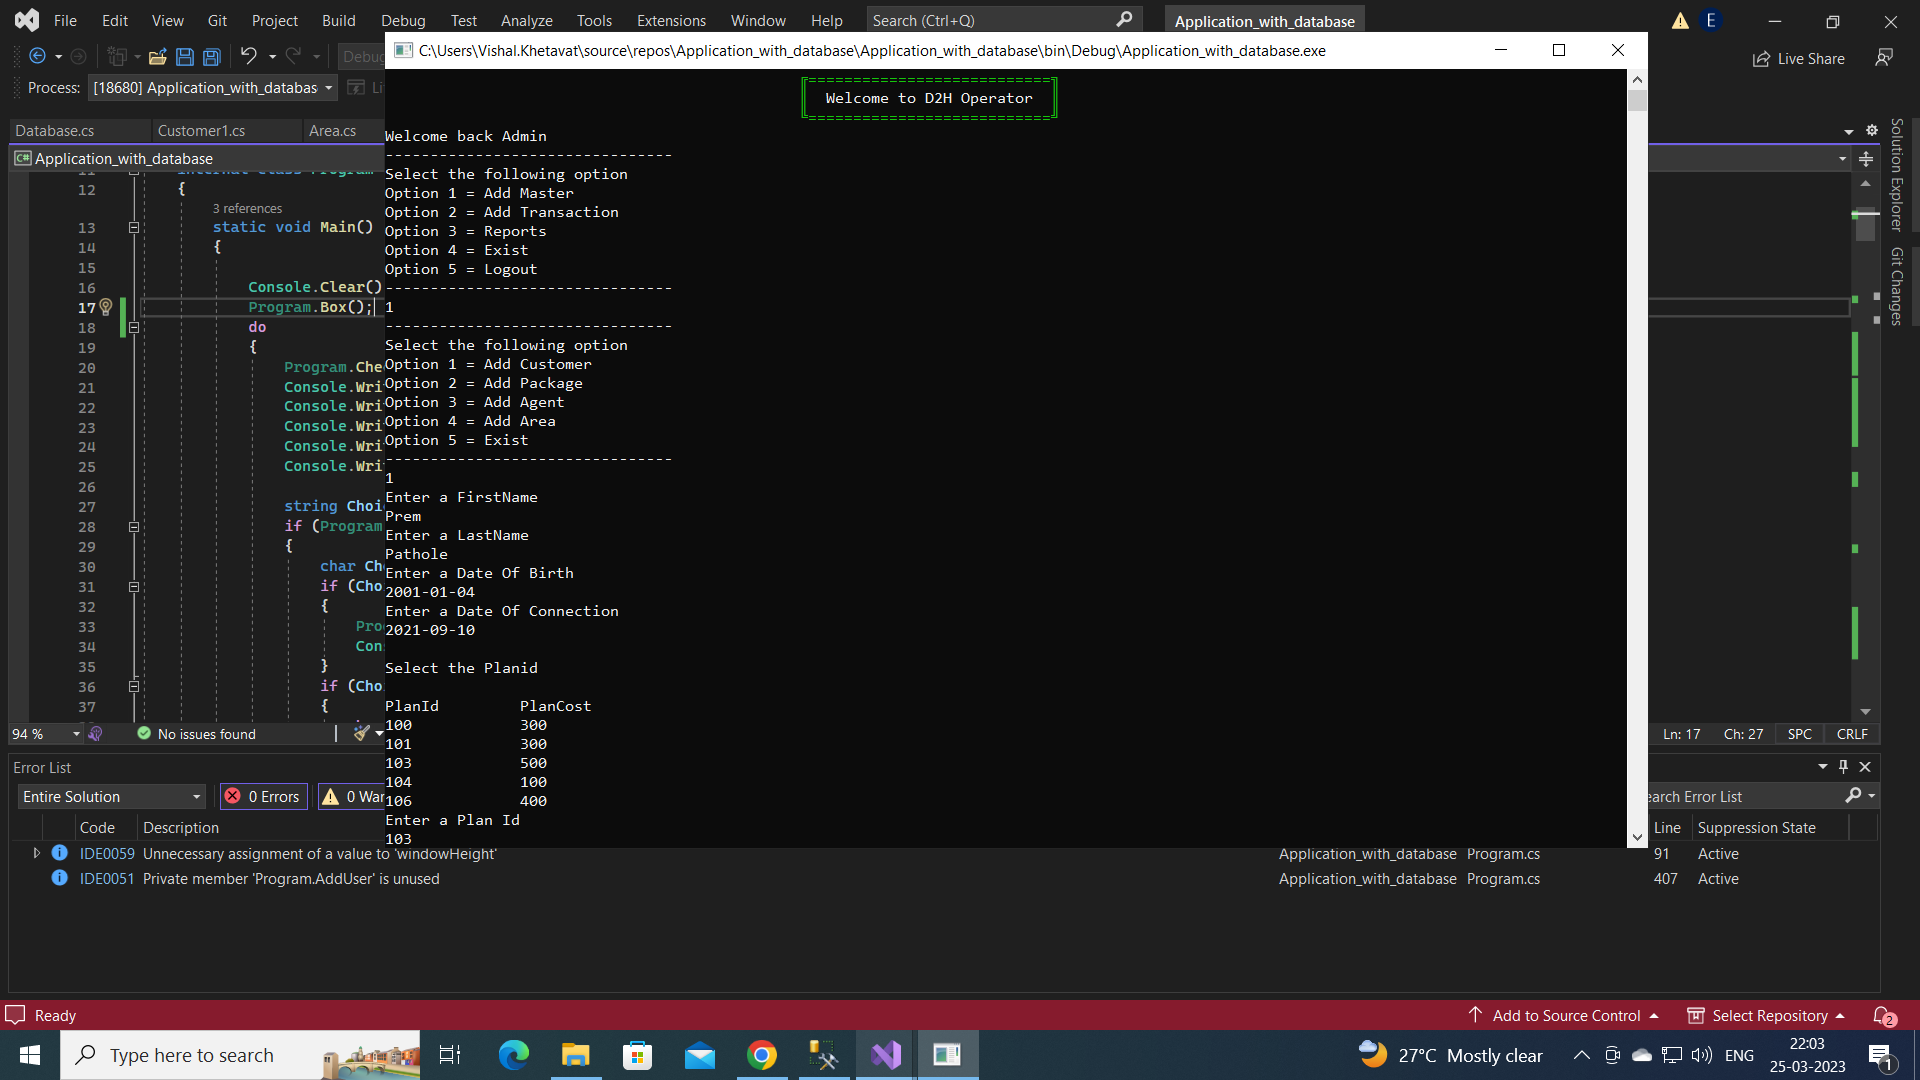 File Edit View Git Project Build Debug Test Analyze Tools Extensions Window Help Search (Ctrl+Q) Application_with_database E
Debug Live Share
Process: [18680] Application_with_databas
Database.cs Customer1.cs Area.cs
Application_with_database
12 {
3 references
13 static void Main()
14 {
15
16 Console.Clear()
17 Program.Box();
18 do
19 {
20 Program.Che
21 Console.Wri
22 Console.Wri
23 Console.Wri
24 Console.Wri
25 Console.Wri
26
27 string Choi
28 if (Program
29 {
30 char Ch
31 if (Cho
32 {
33 Pro
34 Con
35 }
36 if (Cho
37 {
94 % No issues found Ln: 17 Ch: 27 SPC CRLF
C:\Users\Vishal.Khetavat\source\repos\Application_with_database\Application_with_database\bin\Debug\Application_with_database.exe
Welcome to D2H Operator
Welcome back Admin
--------------------------------
Select the following option
Option 1 = Add Master
Option 2 = Add Transaction
Option 3 = Reports
Option 4 = Exist
Option 5 = Logout
--------------------------------
1
--------------------------------
Select the following option
Option 1 = Add Customer
Option 2 = Add Package
Option 3 = Add Agent
Option 4 = Add Area
Option 5 = Exist
--------------------------------
1
Enter a FirstName
Prem
Enter a LastName
Pathole
Enter a Date Of Birth
2001-01-04
Enter a Date Of Connection
2021-09-10
Select the Planid
PlanId PlanCost
100 300
101 300
103 500
104 100
106 400
Enter a Plan Id
103
Solution Explorer
Git Changes
Error List
Entire Solution 0 Errors 0 War earch Error List
Code Description Line Suppression State
IDE0059 Unnecessary assignment of a value to 'windowHeight' Application_with_database Program.cs 91 Active
IDE0051 Private member 'Program.AddUser' is unused Application_with_database Program.cs 407 Active
Ready Add to Source Control Select Repository 2
Type here to search 27°C Mostly clear ENG 22:03
25-03-2023 1